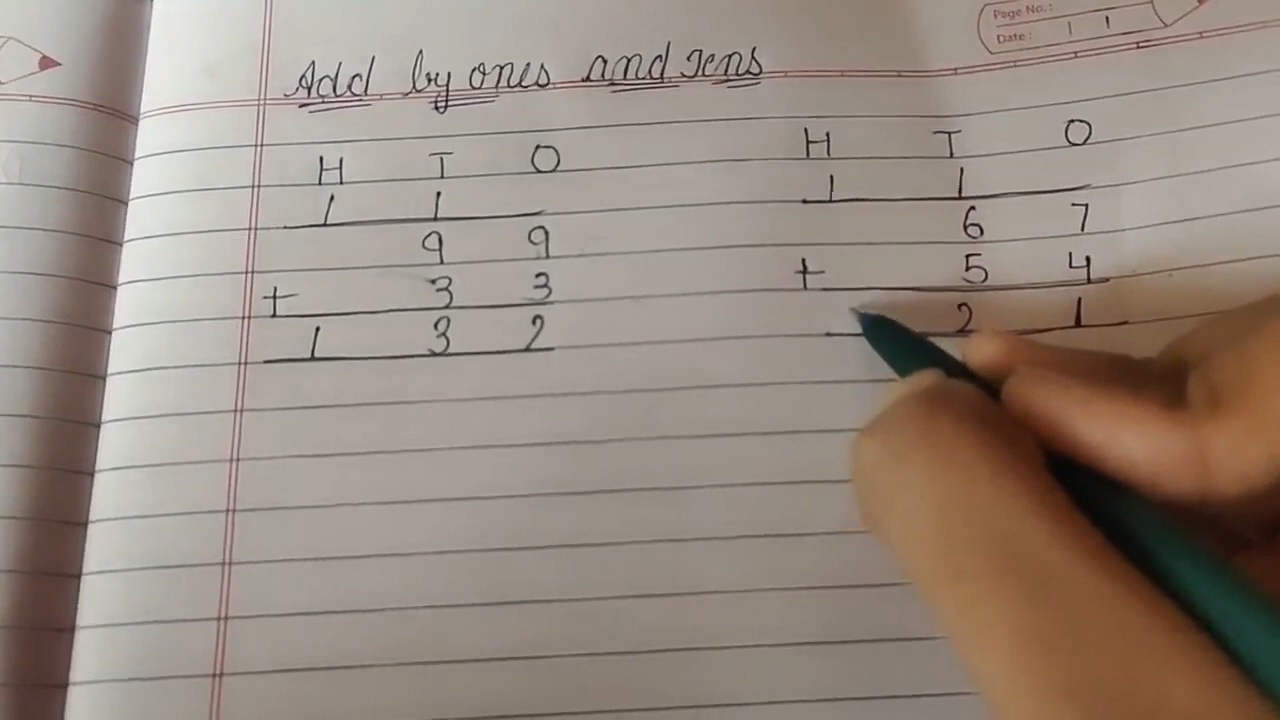 Page No.:
Date:
Add by ones and Tens
H T O H T O
1 1 1 1
9 9 6 7
+ 3 3 + 5 4
1 3 2 2 1